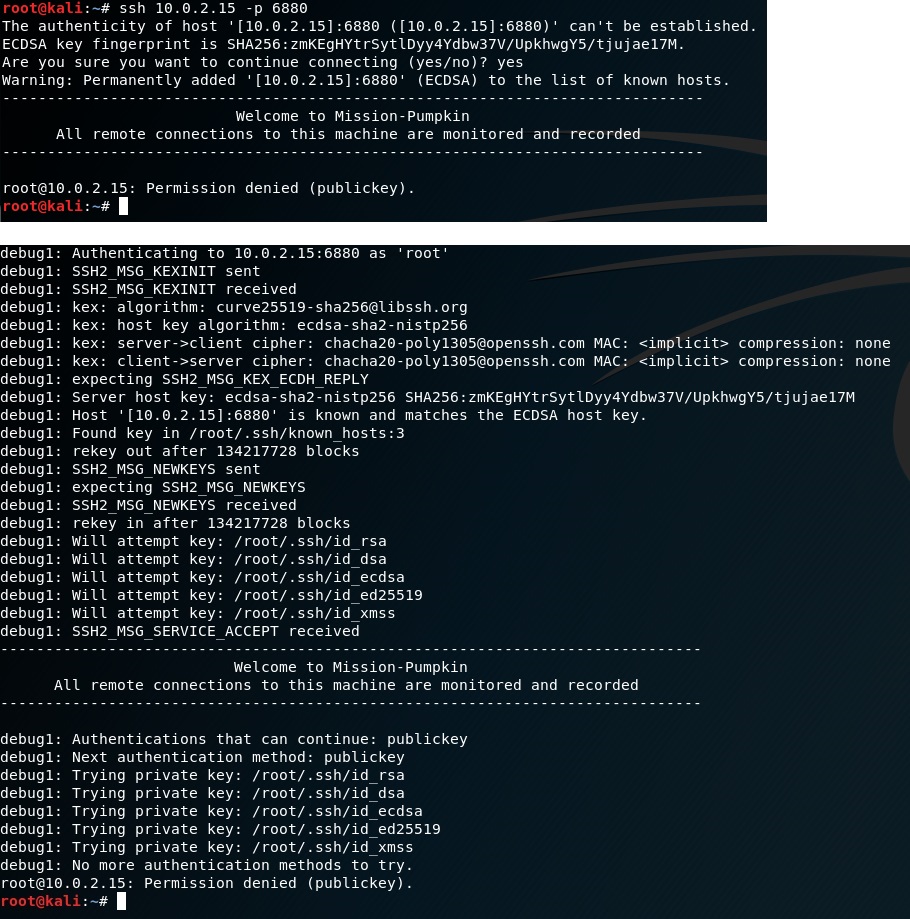 root@kali:~# ssh 10.0.2.15 -p 6880
The authenticity of host '[10.0.2.15]:6880 ([10.0.2.15]:6880)' can't be established.
ECDSA key fingerprint is SHA256:zmKEgHYtrSytlDyy4Ydbw37V/UpkhwgY5/tjujae17M.
Are you sure you want to continue connecting (yes/no)? yes
Warning: Permanently added '[10.0.2.15]:6880' (ECDSA) to the list of known hosts.
------------------------------------------------------------------------------
Welcome to Mission-Pumpkin
All remote connections to this machine are monitored and recorded
------------------------------------------------------------------------------
root@10.0.2.15: Permission denied (publickey).
root@kali:~#
debug1: Authenticating to 10.0.2.15:6880 as 'root'
debug1: SSH2_MSG_KEXINIT sent
debug1: SSH2_MSG_KEXINIT received
debug1: kex: algorithm: curve25519-sha256@libssh.org
debug1: kex: host key algorithm: ecdsa-sha2-nistp256
debug1: kex: server->client cipher: chacha20-poly1305@openssh.com MAC: <implicit> compression: none
debug1: kex: client->server cipher: chacha20-poly1305@openssh.com MAC: <implicit> compression: none
debug1: expecting SSH2_MSG_KEX_ECDH_REPLY
debug1: Server host key: ecdsa-sha2-nistp256 SHA256:zmKEgHYtrSytlDyy4Ydbw37V/UpkhwgY5/tjujae17M
debug1: Host '[10.0.2.15]:6880' is known and matches the ECDSA host key.
debug1: Found key in /root/.ssh/known_hosts:3
debug1: rekey out after 134217728 blocks
debug1: SSH2_MSG_NEWKEYS sent
debug1: expecting SSH2_MSG_NEWKEYS
debug1: SSH2_MSG_NEWKEYS received
debug1: rekey in after 134217728 blocks
debug1: Will attempt key: /root/.ssh/id_rsa
debug1: Will attempt key: /root/.ssh/id_dsa
debug1: Will attempt key: /root/.ssh/id_ecdsa
debug1: Will attempt key: /root/.ssh/id_ed25519
debug1: Will attempt key: /root/.ssh/id_xmss
debug1: SSH2_MSG_SERVICE_ACCEPT received
------------------------------------------------------------------------------
Welcome to Mission-Pumpkin
All remote connections to this machine are monitored and recorded
------------------------------------------------------------------------------
debug1: Authentications that can continue: publickey
debug1: Next authentication method: publickey
debug1: Trying private key: /root/.ssh/id_rsa
debug1: Trying private key: /root/.ssh/id_dsa
debug1: Trying private key: /root/.ssh/id_ecdsa
debug1: Trying private key: /root/.ssh/id_ed25519
debug1: Trying private key: /root/.ssh/id_xmss
debug1: No more authentication methods to try.
root@10.0.2.15: Permission denied (publickey).
root@kali:~#